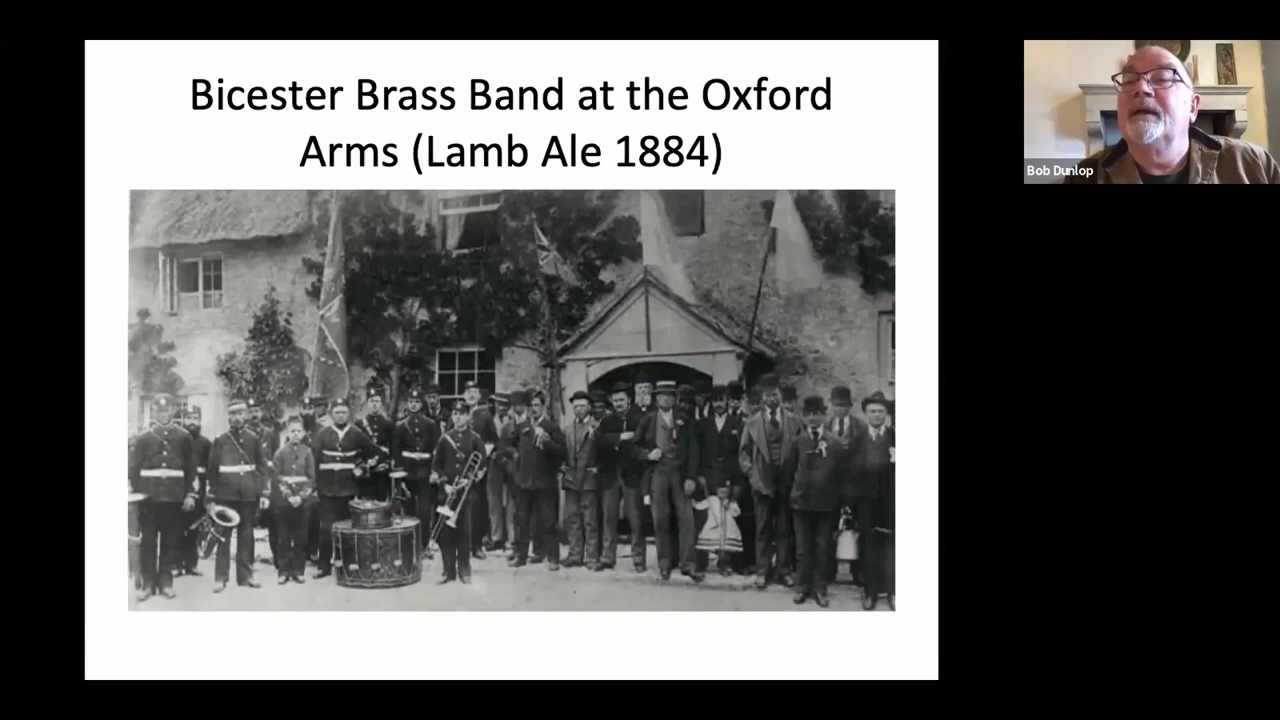 Bicester Brass Band at the Oxford
Arms (Lamb Ale 1884)
Bob Dunlop